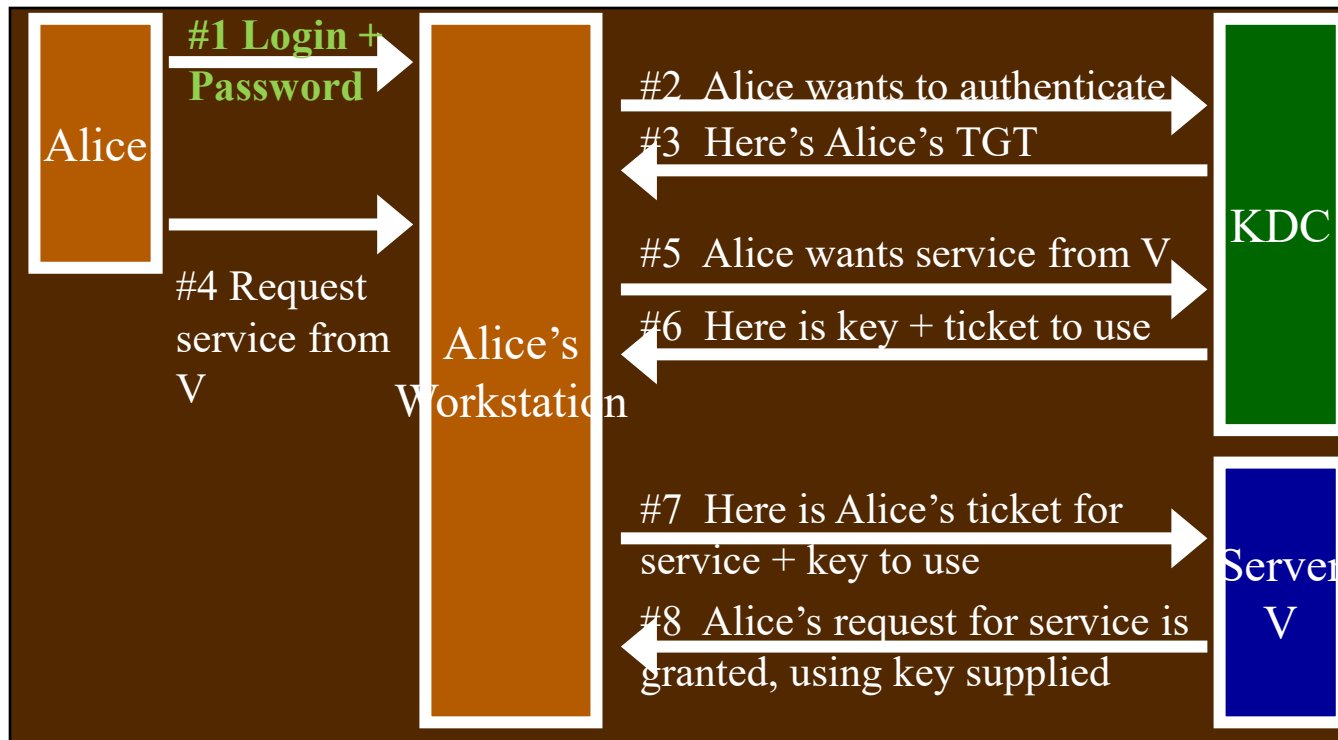 Alice
#1 Login +
Password
#2 Alice wants to authenticate
#3 Here's Alice's TGT
KDC
#4 Request
service from
V
#5 Alice wants service from V
#6 Here is key + ticket to use
Alice's
Workstation
#7 Here is Alice's ticket for
service + key to use
#8 Alice's request for service is
granted, using key supplied
Server
V